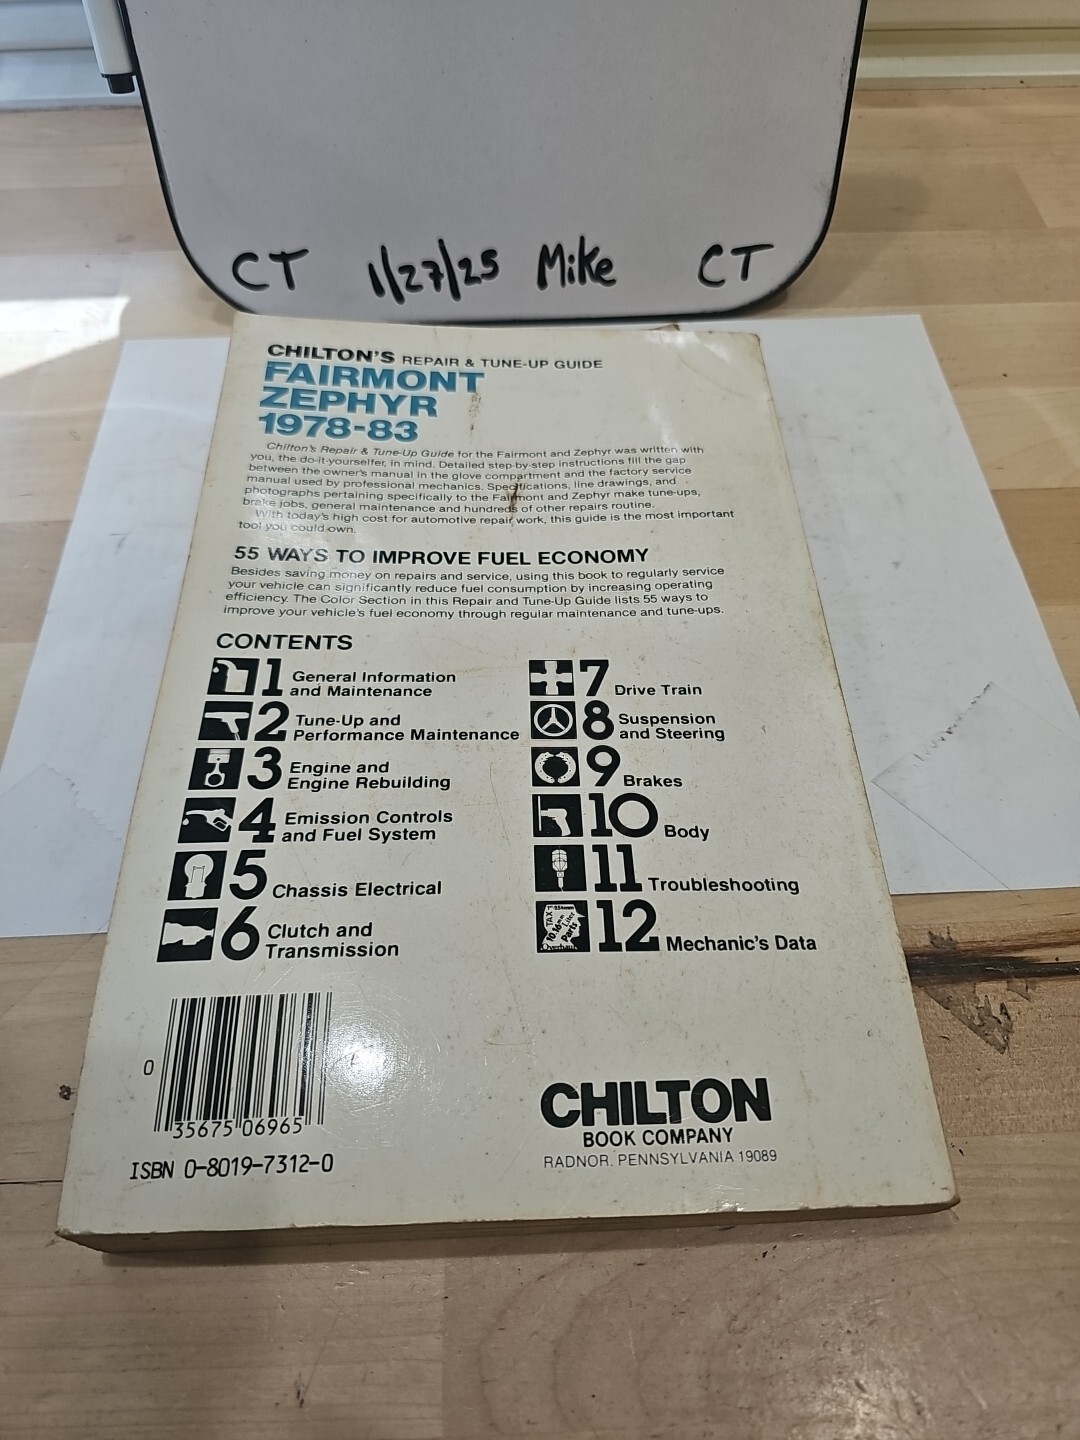 CT 1/27/25 Mike CT
CHILTON'S REPAIR & TUNE-UP GUIDE
FAIRMONT
ZEPHYR
1978-83
Chilton's Repair & Tune-Up Guide for the Fairmont and Zephyr was written with
you, the do-it-yourselfer, in mind. Detailed step-by-step instructions fill the gap
between the owner's manual in the glove compartment and the factory service
manual used by professional mechanics. Specifications, line drawings, and
photographs pertaining specifically to the Fairmont and Zephyr make tune-ups,
brake jobs, general maintenance and hundreds of other repairs routine.
With today's high cost for automotive repair work, this guide is the most important
tool you could own.
55 WAYS TO IMPROVE FUEL ECONOMY
Besides saving money on repairs and service, using this book to regularly service
your vehicle can significantly reduce fuel consumption by increasing operating
efficiency. The Color Section in this Repair and Tune-Up Guide lists 55 ways to
improve your vehicle's fuel economy through regular maintenance and tune-ups.
CONTENTS
1 General Information
and Maintenance
2 Tune-Up and
Performance Maintenance
3 Engine and
Engine Rebuilding
4 Emission Controls
and Fuel System
5 Chassis Electrical
6 Clutch and
Transmission
7 Drive Train
8 Suspension
and Steering
9 Brakes
10 Body
11 Troubleshooting
12 Mechanic's Data
TAX
Liter
Parts
Overhaul
0 35675 06965
ISBN 0-8019-7312-0
CHILTON
BOOK COMPANY
RADNOR, PENNSYLVANIA 19089